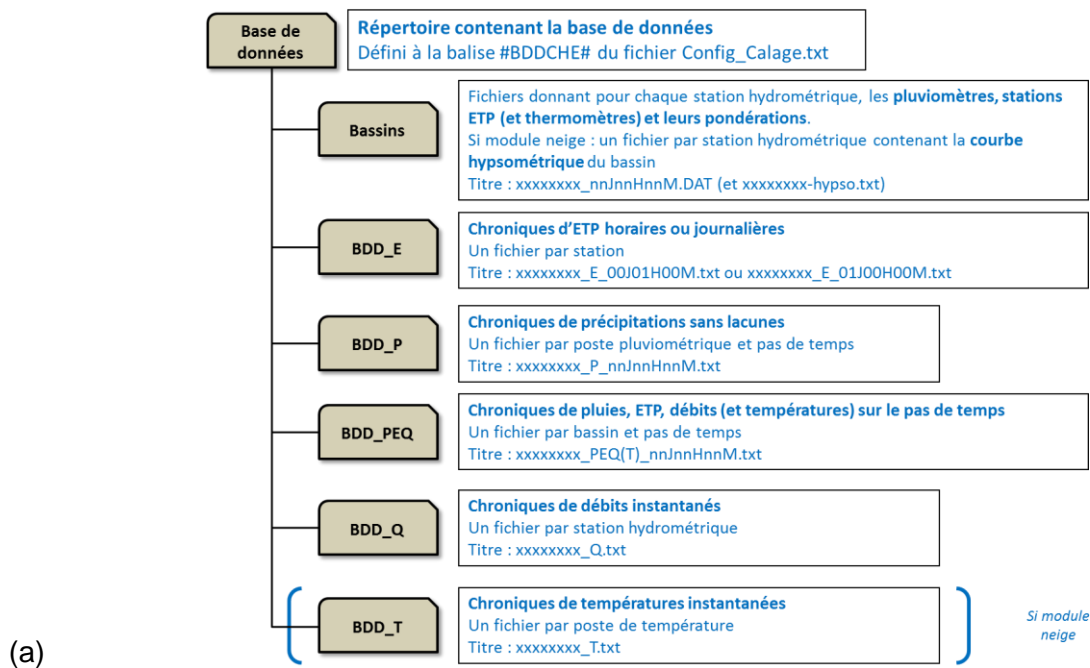 Base de
données
Répertoire contenant la base de données
Défini à la balise #BDDCHE# du fichier Config_Calage.txt
Bassins
Fichiers donnant pour chaque station hydrométrique, les pluviomètres, stations
ETP (et thermomètres) et leurs pondérations.
Si module neige : un fichier par station hydrométrique contenant la courbe
hypsométrique du bassin
Titre : xxxxxxxx_nnJnnHnnM.DAT (et xxxxxxxx-hypso.txt)
BDD_E
Chroniques d’ETP horaires ou journalières
Un fichier par station
Titre : xxxxxxxx_E_00J01H00M.txt ou xxxxxxxx_E_01J00H00M.txt
BDD_P
Chroniques de précipitations sans lacunes
Un fichier par poste pluviométrique et pas de temps
Titre : xxxxxxxx_P_nnJnnHnnM.txt
BDD_PEQ
Chroniques de pluies, ETP, débits (et températures) sur le pas de temps
Un fichier par bassin et pas de temps
Titre : xxxxxxxx_PEQ(T)_nnJnnHnnM.txt
BDD_Q
Chroniques de débits instantanés
Un fichier par station hydrométrique
Titre : xxxxxxxx_Q.txt
BDD_T
Chroniques de températures instantanées
Un fichier par poste de température
Titre : xxxxxxxx_T.txt
Si module
neige
(a)